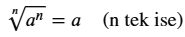 ⁿ√aⁿ = a (n tek ise)